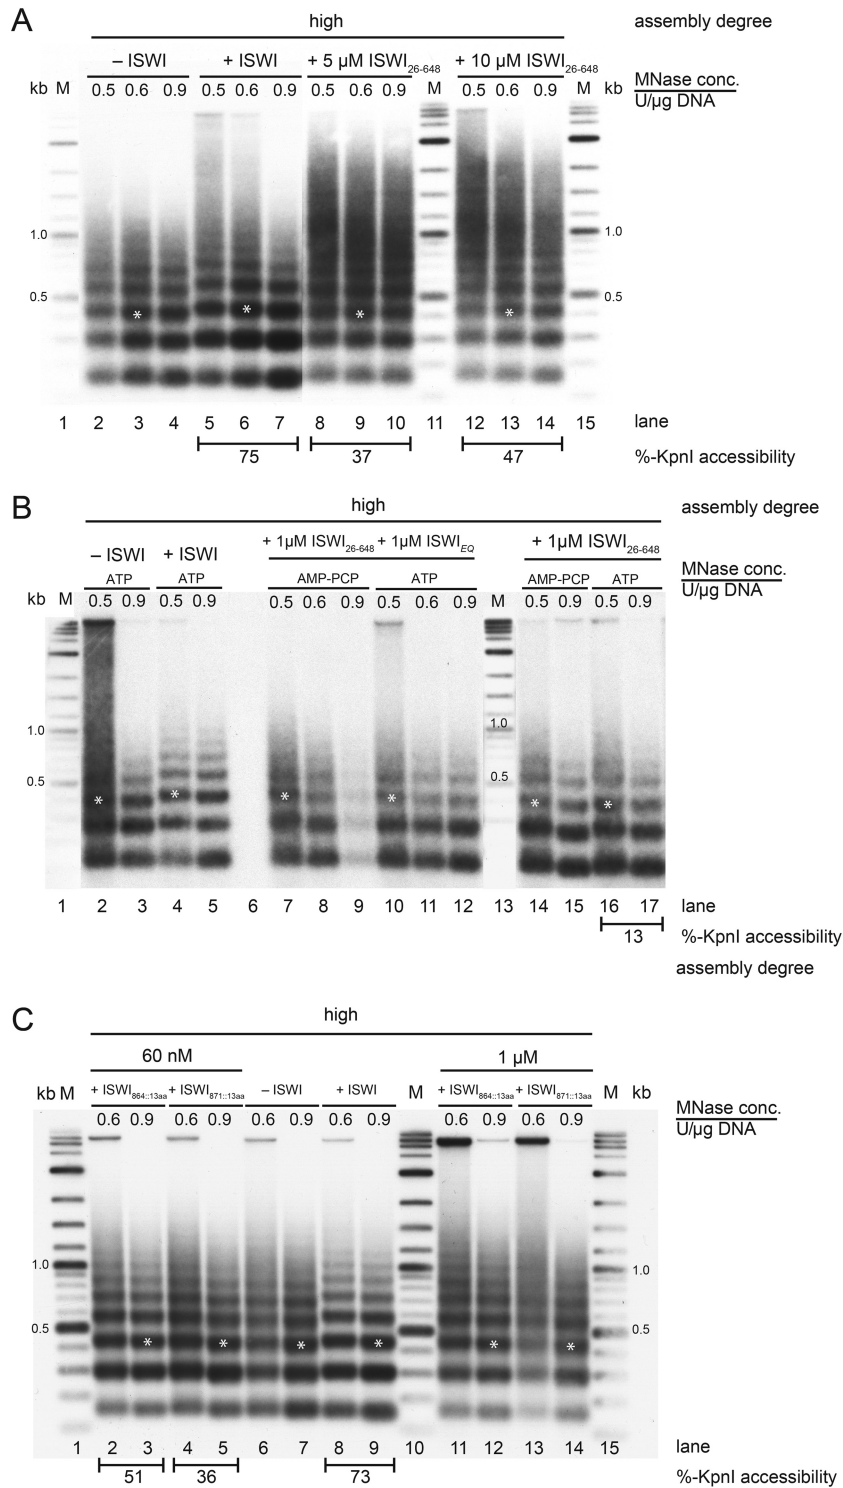 A
high assembly degree
– ISWI + ISWI + 5 µM ISWI26-648 + 10 µM ISWI26-648
MNase conc.
kb M 0.5 0.6 0.9 0.5 0.6 0.9 0.5 0.6 0.9 M 0.5 0.6 0.9 M kb
U/µg DNA
1.0 1.0
0.5 0.5
* * * *
1 2 3 4 5 6 7 8 9 10 11 12 13 14 15 lane
75 37 47 %-KpnI accessibility
B
high assembly degree
+ 1µM ISWI26-648 + 1µM ISWIEQ + 1µM ISWI26-648
– ISWI + ISWI
ATP ATP AMP-PCP ATP AMP-PCP ATP
MNase conc.
U/µg DNA
kb M 0.5 0.9 0.5 0.9 0.5 0.6 0.9 0.5 0.6 0.9 M 0.5 0.9 0.5 0.9
1.0 1.0
0.5 0.5
* * * * * *
1 2 3 4 5 6 7 8 9 10 11 12 13 14 15 16 17 lane
13 %-KpnI accessibility
assembly degree
C
high
60 nM 1 µM
kb M + ISWI864::13aa + ISWI871::13aa – ISWI + ISWI M + ISWI864::13aa + ISWI871::13aa M kb
MNase conc.
0.6 0.9 0.6 0.9 0.6 0.9 0.6 0.9 0.6 0.9 0.6 0.9
U/µg DNA
1.0 1.0
0.5 0.5
* * * * * *
1 2 3 4 5 6 7 8 9 10 11 12 13 14 15 lane
51 36 73 %-KpnI accessibility